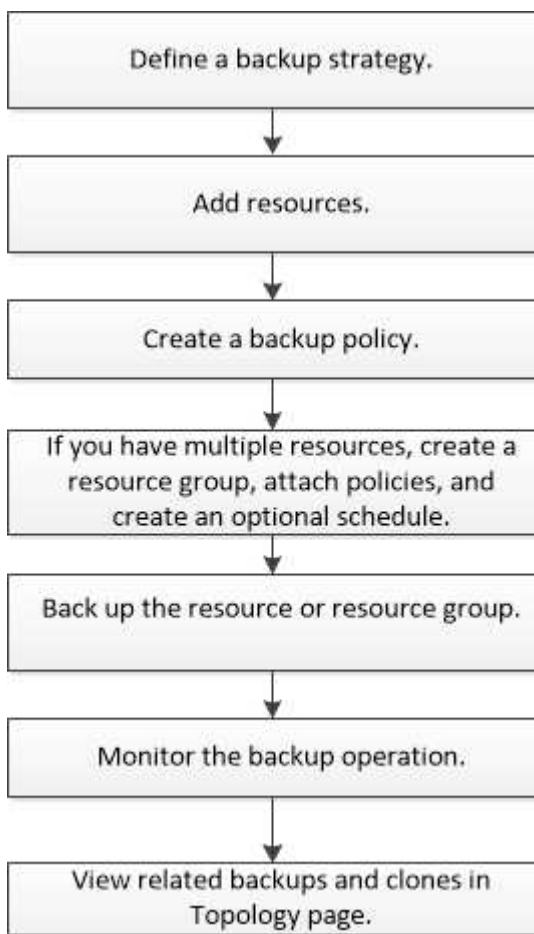 Define a backup strategy.
Add resources.
Create a backup policy.
If you have multiple resources, create a
resource group, attach policies, and
create an optional schedule.
Back up the resource or resource group.
Monitor the backup operation.
View related backups and clones in
Topology page.